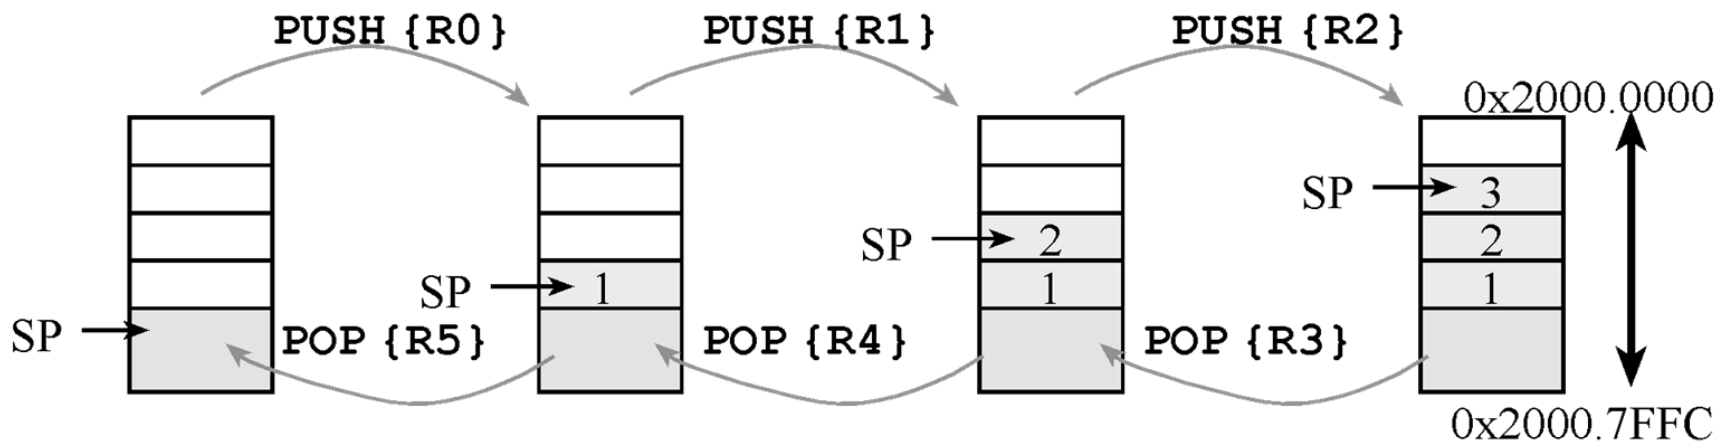 PUSH {R0} PUSH {R1} PUSH {R2}
0x2000.0000
SP 3
SP 2 2
SP 1 1 1
SP POP {R5} POP {R4} POP {R3}
0x2000.7FFC